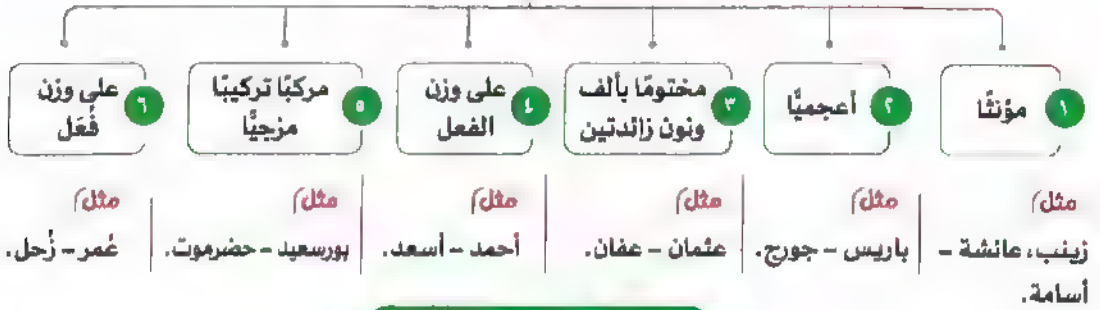 ١ مؤنثًا
٢ أعجميًّا
٣ مختومًا بألف
ونون زائدتين
٤ على وزن
الفعل
٥ مركبًا تركيبًا
مزجيًّا
٦ على وزن
فُعَل
مثل
زينب، عائشة –
أسامة.
مثل
باريس – جورج.
مثل
عثمان – عفان.
مثل
أحمد – أسعد.
مثل
بورسعيد – حضرموت.
مثل
عُمر – زُحل.